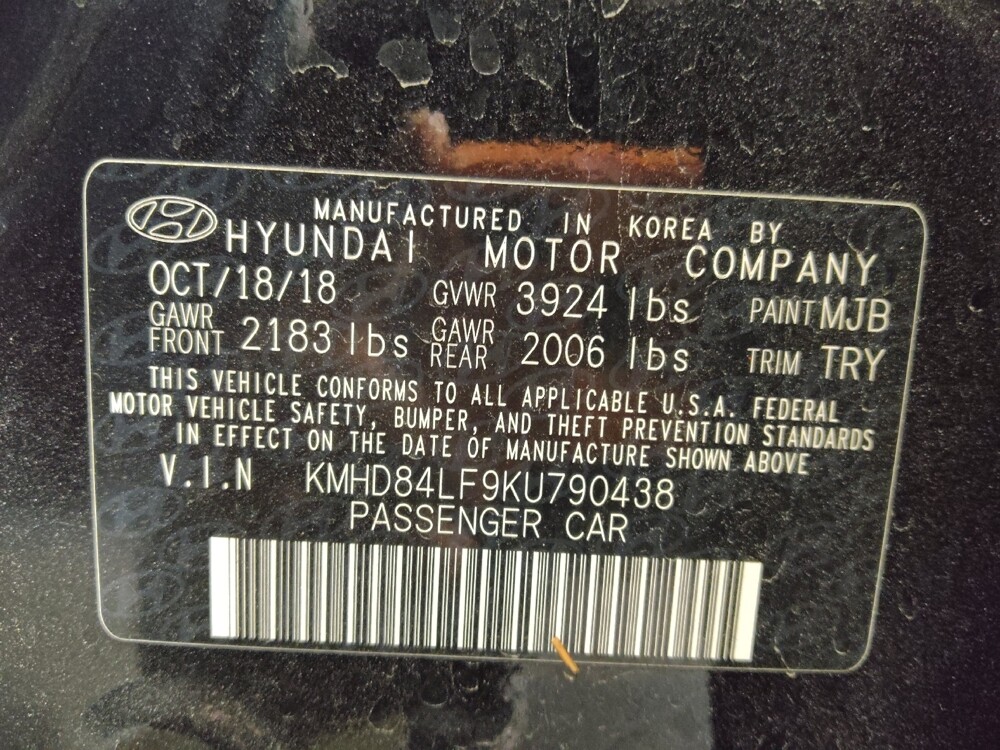 MANUFACTURED IN KOREA BY
HYUNDAI MOTOR COMPANY
OCT/18/18 GVWR 3924 lbs PAINT MJB
GAWR FRONT 2183 lbs GAWR REAR 2006 lbs TRIM TRY
THIS VEHICLE CONFORMS TO ALL APPLICABLE U.S.A. FEDERAL
MOTOR VEHICLE SAFETY, BUMPER, AND THEFT PREVENTION STANDARDS
IN EFFECT ON THE DATE OF MANUFACTURE SHOWN ABOVE
V.I.N KMHD84LF9KU790438
PASSENGER CAR